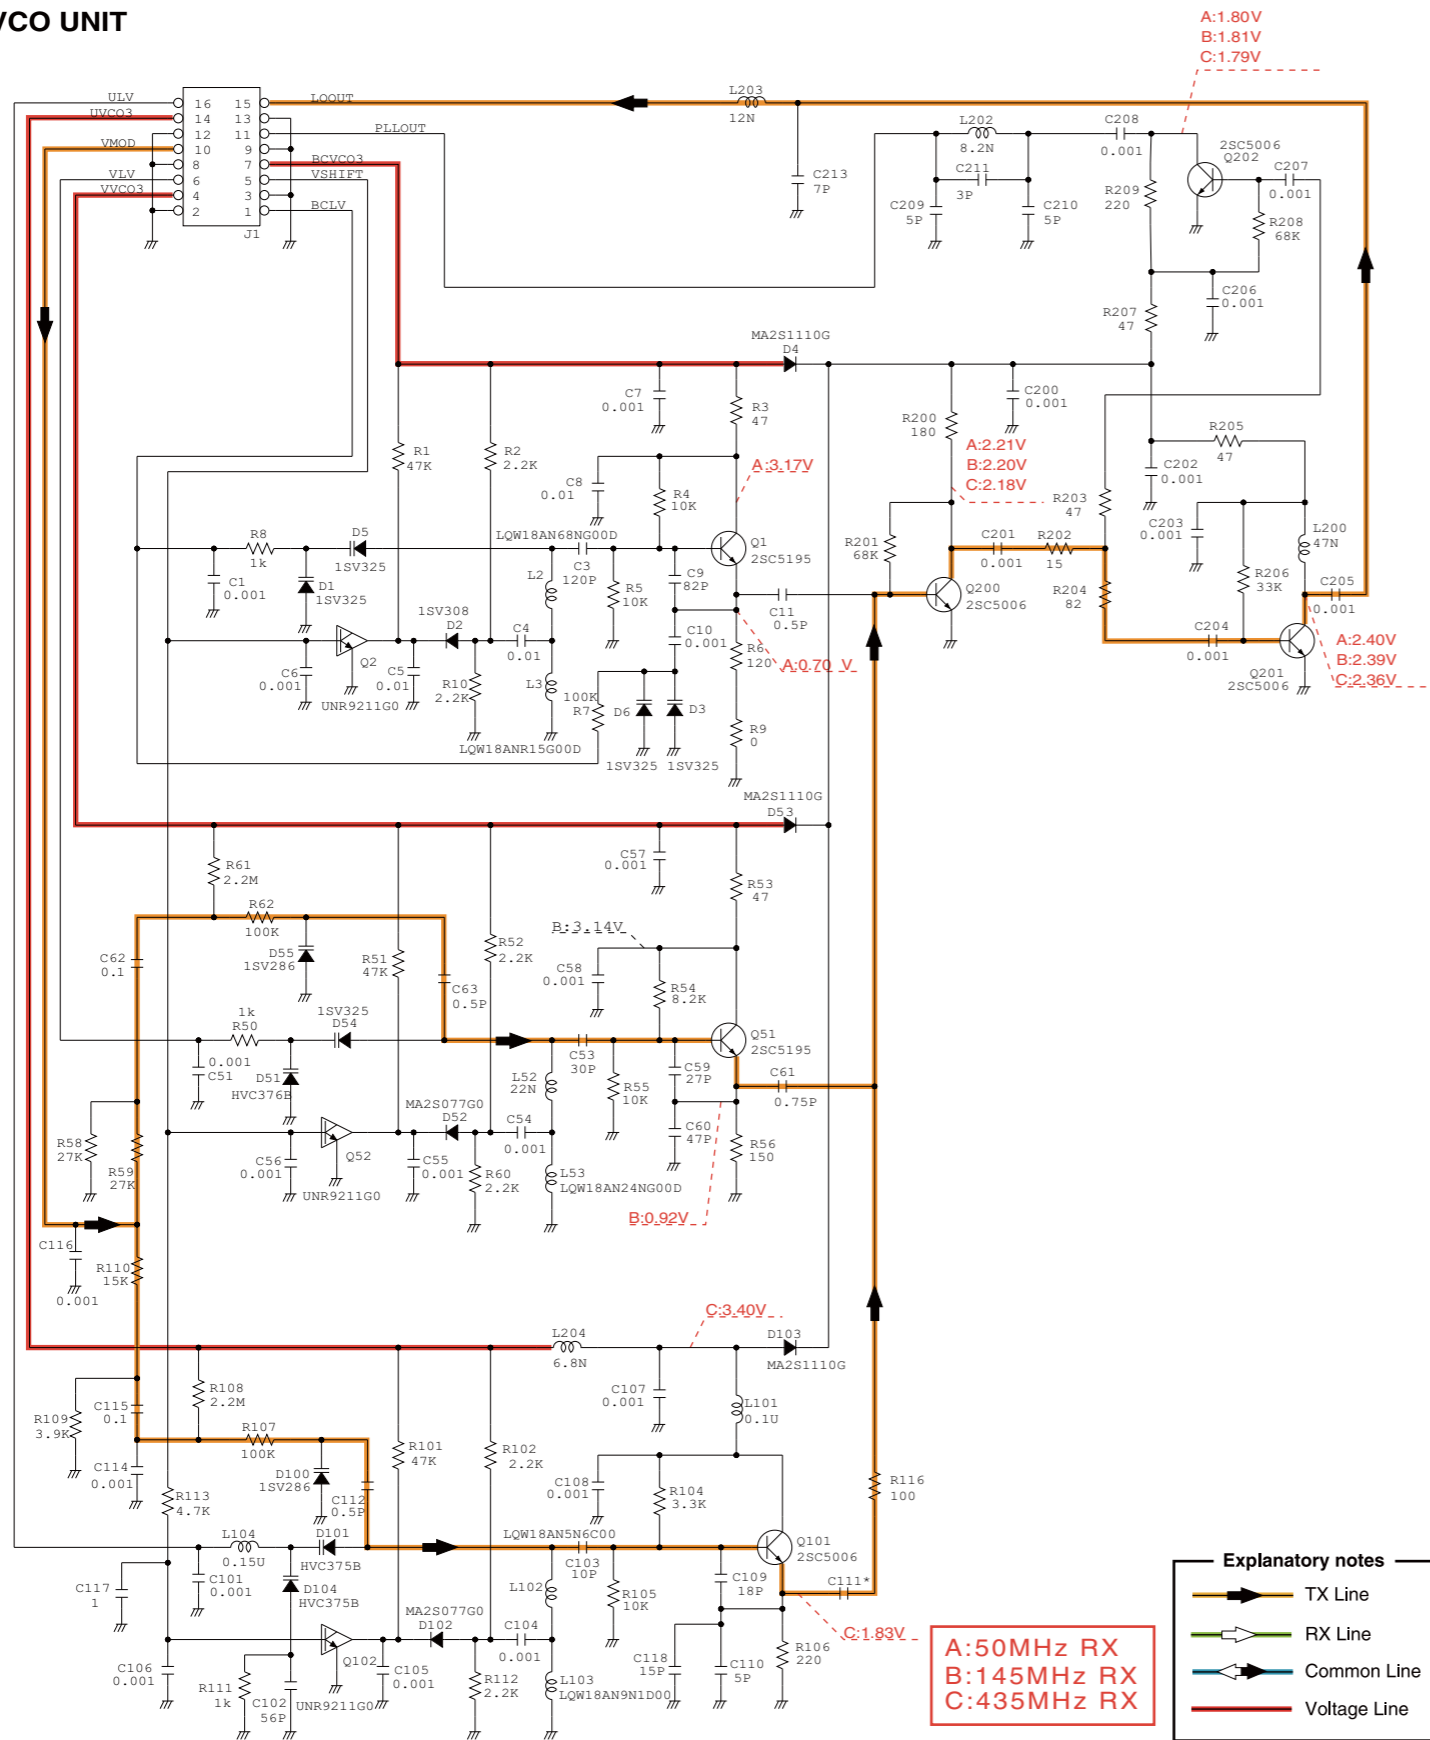 VCO UNIT
A:1.80V
B:1.81V
C:1.79V
ULV
UVCO3
VMOD
VLV
VVCO3
16 15
14 13
12 11
10 9
8 7
6 5
4 3
2 1
J1
LOOUT
PLLOUT
BCVCO3
VSHIFT
BCLV
L203
12N
C213
7P
L202
8.2N
C211
3P
C209
5P
C210
5P
C208
0.001
2SC5006
Q202
C207
0.001
R209
220
R208
68K
C206
0.001
R207
47
MA2S1110G
D4
C7
0.001
R3
47
R1
47K
R2
2.2K
C8
0.01
R4
10K
A:3.17V
C200
0.001
R200
180
A:2.21V
B:2.20V
C:2.18V
R205
47
C202
0.001
R203
47
C203
0.001
L200
47N
R8
1k
D5
1SV325
LQW18AN68NG00D
C3
120P
Q1
2SC5195
R201
68K
C201
0.001
R202
15
R206
33K
C205
0.001
C1
0.001
D1
1SV325
L2
R5
10K
C9
82P
C11
0.5P
Q200
2SC5006
R204
82
1SV308
D2
C4
0.01
C10
0.001
R6
120
C204
0.001
Q201
2SC5006
A:2.40V
B:2.39V
C:2.36V
C6
0.001
Q2
UNR9211G0
C5
0.01
R10
2.2K
L3
LQW18ANR15G00D
100K
R7
D6
1SV325
D3
1SV325
A:0.70 V
R9
0
MA2S1110G
D53
R61
2.2M
C57
0.001
R53
47
R62
100K
C62
0.1
D55
1SV286
R51
47K
R52
2.2K
B:3.14V
C58
0.001
R54
8.2K
C63
0.5P
1k
R50
1SV325
D54
C53
30P
Q51
2SC5195
0.001
C51
D51
HVC376B
L52
22N
R55
10K
C59
27P
C61
0.75P
MA2S077G0
D52
C54
0.001
R58
27K
R59
27K
C56
0.001
Q52
UNR9211G0
C55
0.001
R60
2.2K
L53
LQW18AN24NG00D
C60
47P
R56
150
B:0.92V
C116
0.001
R110
15K
C:3.40V
L204
6.8N
D103
MA2S1110G
R108
2.2M
C107
0.001
L101
0.1U
R109
3.9K
C115
0.1
R107
100K
R101
47K
R102
2.2K
C114
0.001
D100
1SV286
C112
0.5P
C108
0.001
R104
3.3K
R116
100
R113
4.7K
L104
0.15U
D101
HVC375B
LQW18AN5N6C00
C103
10P
Q101
2SC5006
C117
1
C101
0.001
D104
HVC375B
L102
R105
10K
C109
18P
C111*
MA2S077G0
D102
C104
0.001
C:1.83V
C106
0.001
R111
1k
C102
56P
Q102
UNR9211G0
C105
0.001
R112
2.2K
L103
LQW18AN9N1D00
C118
15P
C110
5P
R106
220
A:50MHz RX
B:145MHz RX
C:435MHz RX
Explanatory notes
TX Line
RX Line
Common Line
Voltage Line